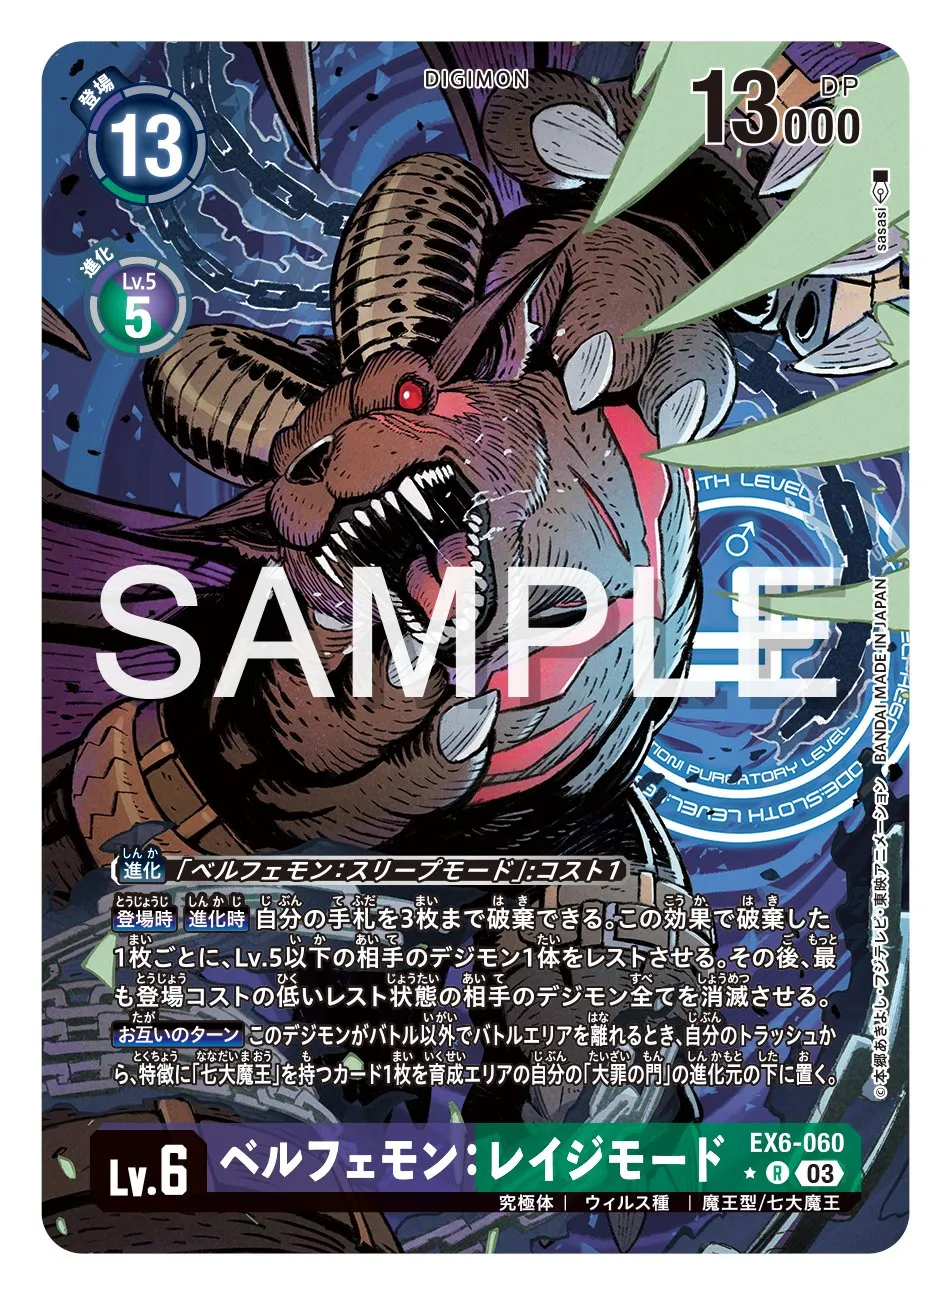 DIGIMON
登場
13
13000
DP
進化
Lv.5
5
sasasi
SAMPLE
TH LEVEL
PURGATORY LEVEL
ODE:SLOTH LEVEL:
BANDAI MADE IN JAPAN
©本郷あきよし・フジテレビ・東映アニメーション
進化 「ベルフェモン：スリープモード」：コスト1
登場時 進化時 自分の手札を3枚まで破棄できる。この効果で破棄した
1枚ごとに、Lv.5以下の相手のデジモン1体をレストさせる。その後、最
も登場コストの低いレスト状態の相手のデジモン全てを消滅させる。
お互いのターン このデジモンがバトル以外でバトルエリアを離れるとき、自分のトラッシュか
ら、特徴に「七大魔王」を持つカード1枚を育成エリアの自分の「大罪の門」の進化元の下に置く。
Lv.6
ベルフェモン：レイジモード
EX6-060
R 03
究極体 | ウィルス種 | 魔王型/七大魔王